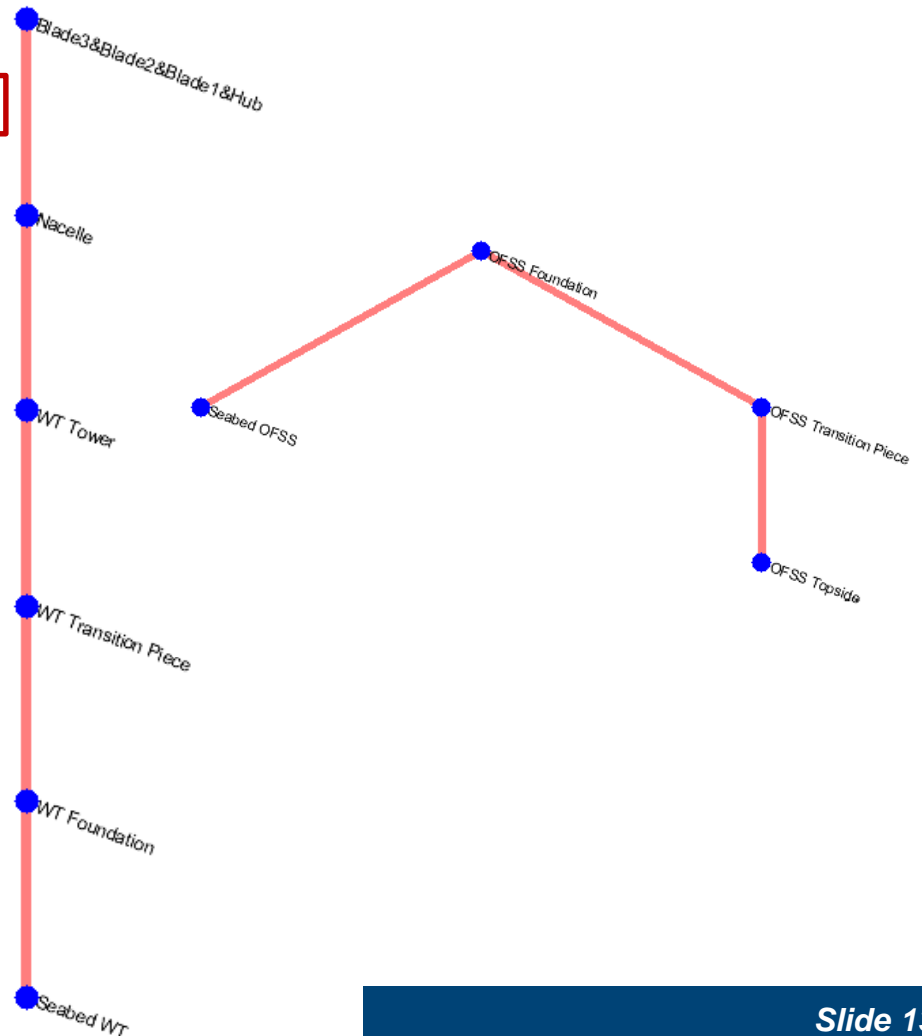 Blade3&Blade2&Blade1&Hub
Nacelle
OFSS Foundation
Seabed OFSS
OFSS Transition Piece
WT Tower
OFSS Topside
WT Transition Piece
WT Foundation
Seabed WT
Slide 1